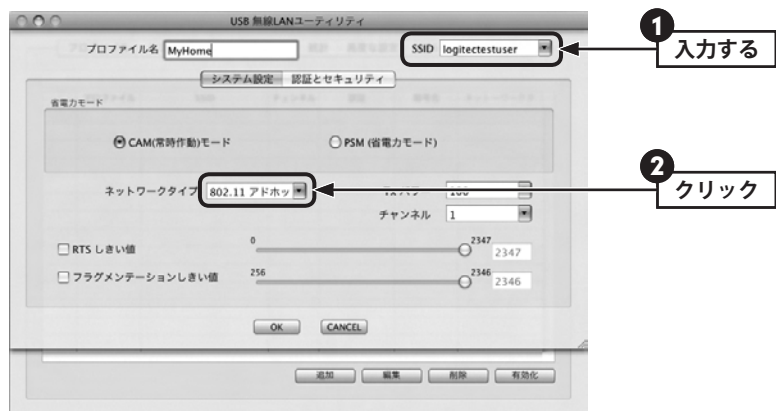 USB 無線LANユーティリティ
プロファイル名 MyHome
SSID logitectestuser
1
入力する
システム設定 認証とセキュリティ
省電力モード
CAM(常時作動)モード
PSM (省電力モード)
2
クリック
ネットワークタイプ 802.11 アドホッ
100
チャンネル 1
RTS しきい値
0
2347
2347
フラグメンテーションしきい値
256
2346
2346
OK
CANCEL
追加
編集
削除
有効化